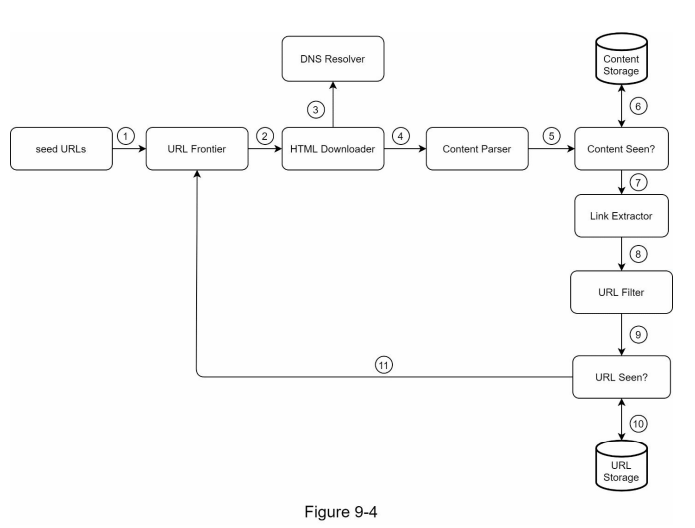 DNS Resolver
Content
Storage
3
6
1
2
4
5
seed URLs
URL Frontier
HTML Downloader
Content Parser
Content Seen?
7
Link Extractor
8
URL Filter
9
11
URL Seen?
10
URL
Storage
Figure 9-4